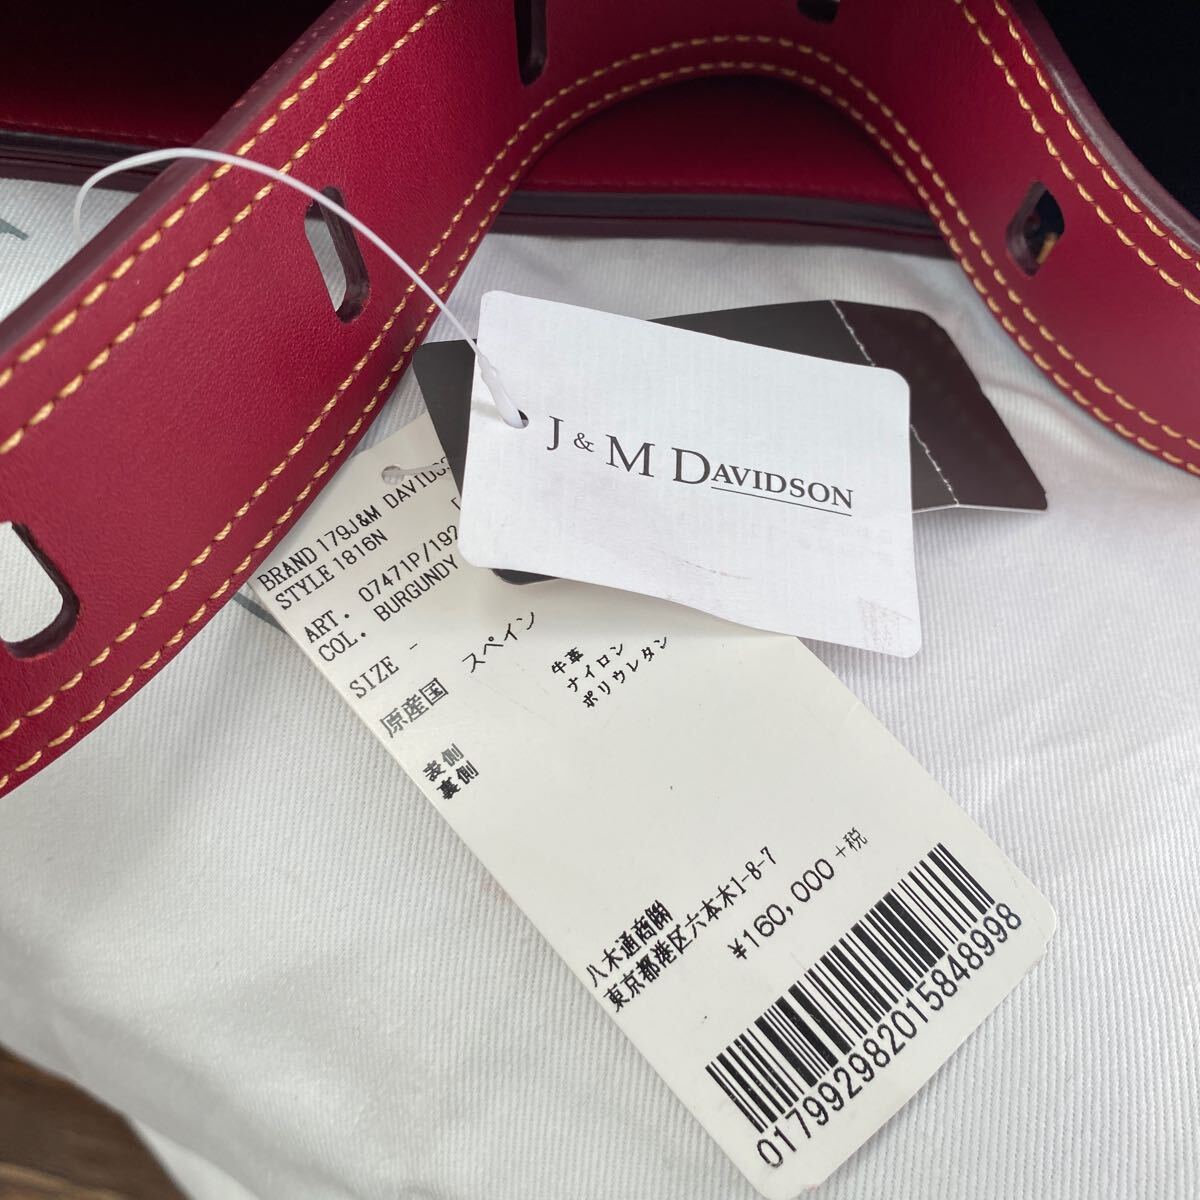 J & M DAVIDSON
BRAND 179J&M DAVIDS
STYLE 1816N
ART. 07471P/192
COL. BURGUNDY
SIZE -
原産国 スペイン
表側 牛革
裏側 ナイロン
ポリウレタン
八木通商㈱
東京都港区六本木1-8-7
¥160,000 +税
01799298201584899８